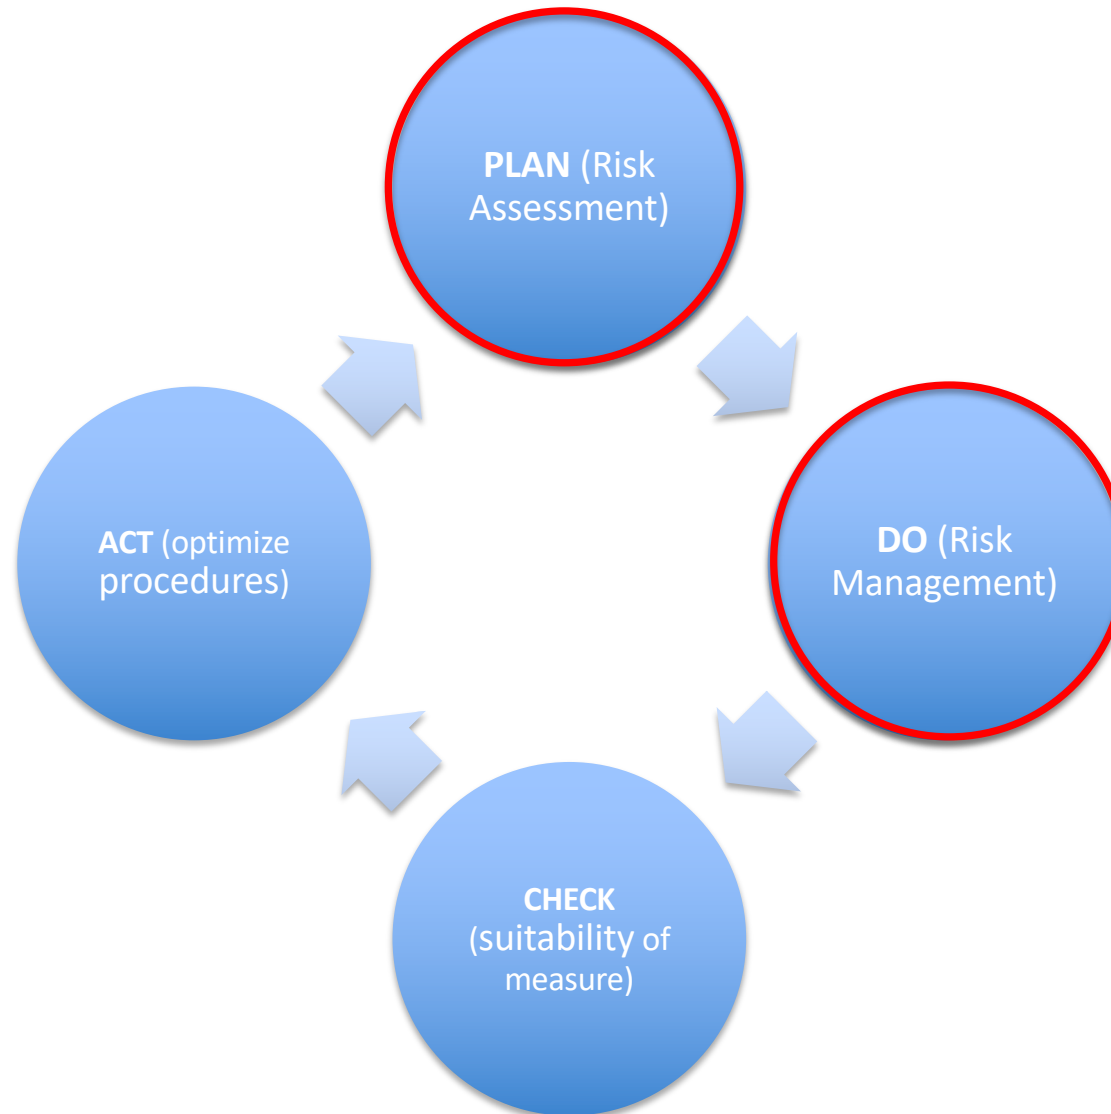 PLAN (Risk
Assessment)
DO (Risk
Management)
CHECK
(suitability of
measure)
ACT (optimize
procedures)